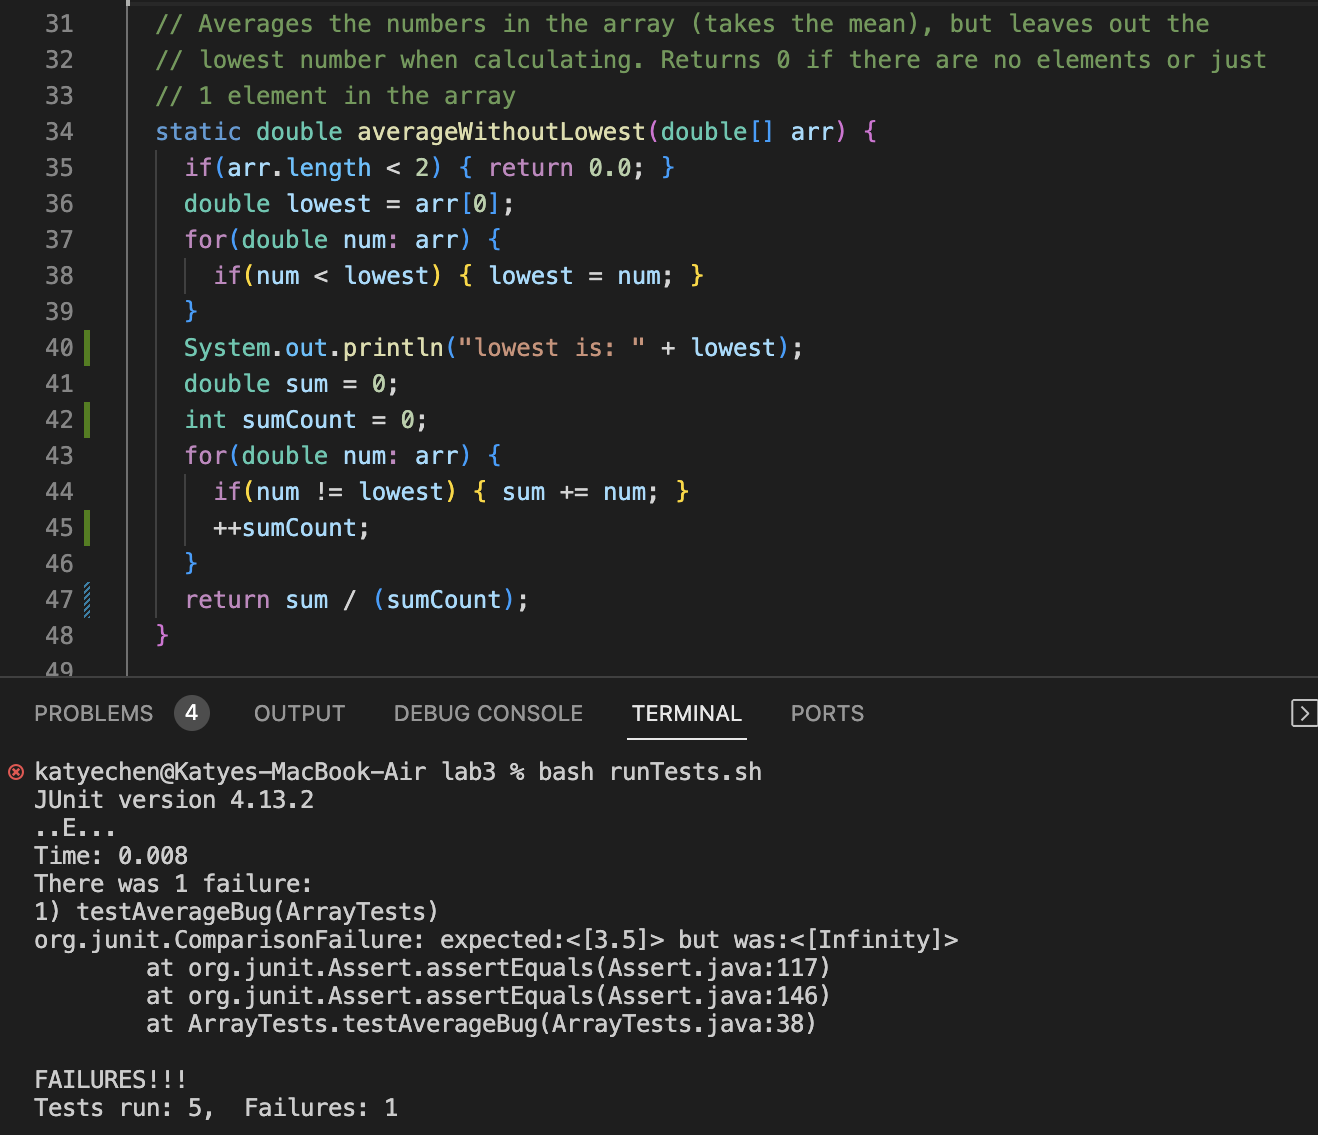 31 // Averages the numbers in the array (takes the mean), but leaves out the
32 // lowest number when calculating. Returns 0 if there are no elements or just
33 // 1 element in the array
34 static double averageWithoutLowest(double[] arr) {
35 if(arr.length < 2) { return 0.0; }
36 double lowest = arr[0];
37 for(double num: arr) {
38 if(num < lowest) { lowest = num; }
39 }
40 System.out.println("lowest is: " + lowest);
41 double sum = 0;
42 int sumCount = 0;
43 for(double num: arr) {
44 if(num != lowest) { sum += num; }
45 ++sumCount;
46 }
47 return sum / (sumCount);
48 }
49
PROBLEMS 4 OUTPUT DEBUG CONSOLE TERMINAL PORTS
katyechen@Katyes-MacBook-Air lab3 % bash runTests.sh
JUnit version 4.13.2
..E...
Time: 0.008
There was 1 failure:
1) testAverageBug(ArrayTests)
org.junit.ComparisonFailure: expected:<[3.5]> but was:<[Infinity]>
at org.junit.Assert.assertEquals(Assert.java:117)
at org.junit.Assert.assertEquals(Assert.java:146)
at ArrayTests.testAverageBug(ArrayTests.java:38)
FAILURES!!!
Tests run: 5,  Failures: 1